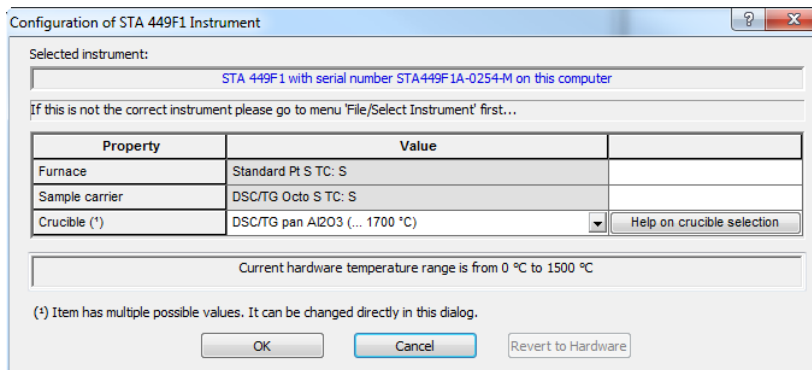 Configuration of STA 449F1 Instrument
Selected instrument:
STA 449F1 with serial number STA449F1A-0254-M on this computer
If this is not the correct instrument please go to menu 'File/Select Instrument' first...
Property Value
Furnace Standard Pt S TC: S
Sample carrier DSC/TG Octo S TC: S
Crucible (¹) DSC/TG pan Al2O3 (... 1700 °C) Help on crucible selection
Current hardware temperature range is from 0 °C to 1500 °C
(¹) Item has multiple possible values. It can be changed directly in this dialog.
OK Cancel Revert to Hardware